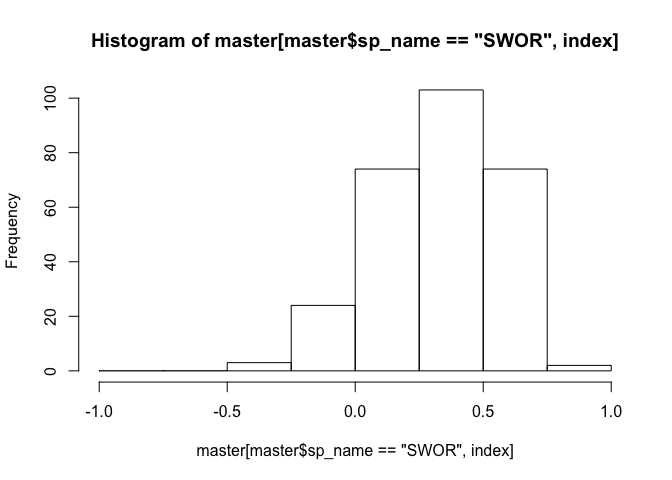 Histogram of master[master$sp_name == "SWOR", index]
Frequency
100
80
60
40
20
0
-1.0 -0.5 0.0 0.5 1.0
master[master$sp_name == "SWOR", index]